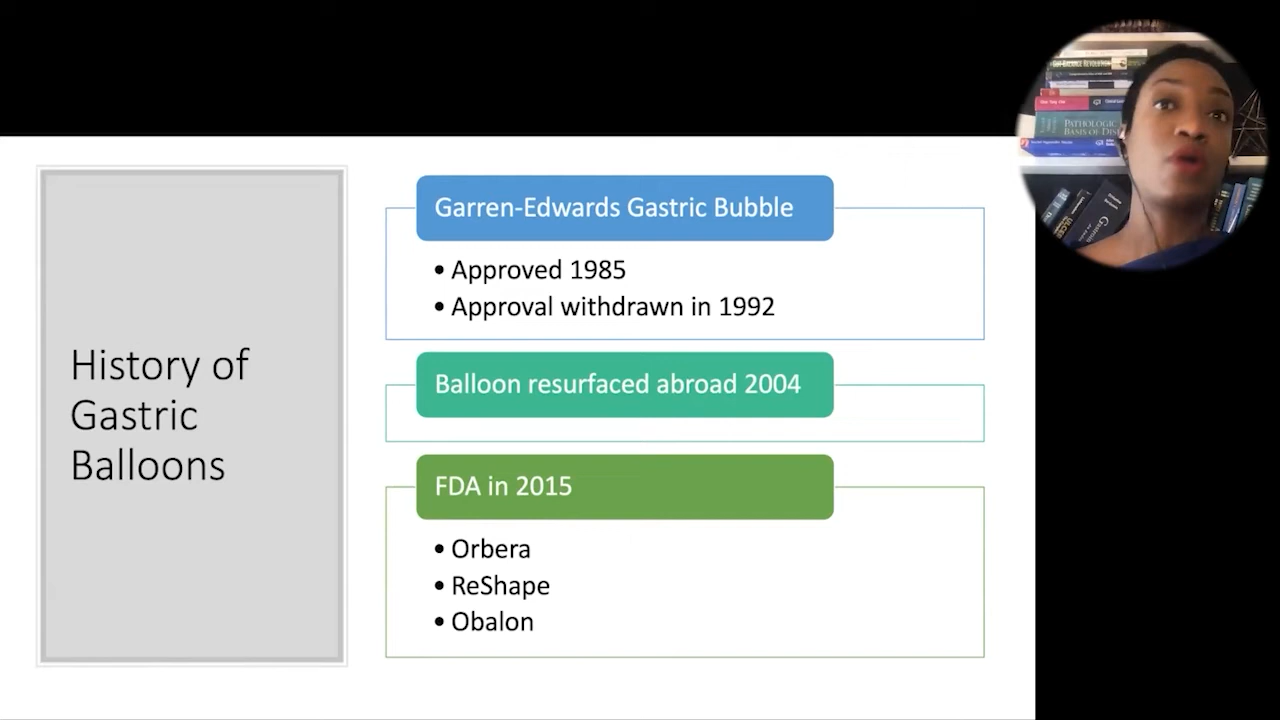 History of
Gastric
Balloons
Garren-Edwards Gastric Bubble
• Approved 1985
• Approval withdrawn in 1992
Balloon resurfaced abroad 2004
FDA in 2015
• Orbera
• ReShape
• Obalon
PATHOLOGIC